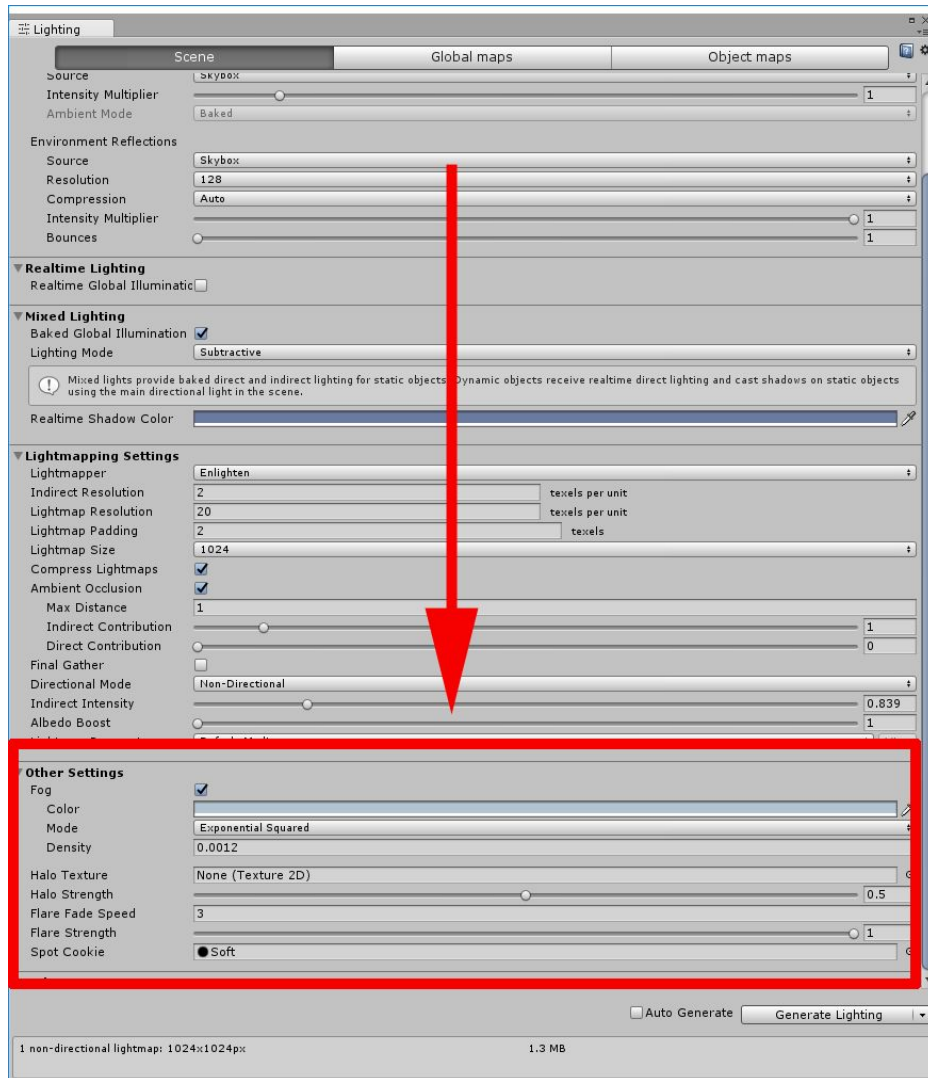 Lighting
Scene Global maps Object maps
Source Skybox
Intensity Multiplier 1
Ambient Mode Baked
Environment Reflections
Source Skybox
Resolution 128
Compression Auto
Intensity Multiplier 1
Bounces 1
Realtime Lighting
Realtime Global Illuminatic
Mixed Lighting
Baked Global Illumination
Lighting Mode Subtractive
Mixed lights provide baked direct and indirect lighting for static objects. Dynamic objects receive realtime direct lighting and cast shadows on static objects
using the main directional light in the scene.
Realtime Shadow Color
Lightmapping Settings
Lightmapper Enlighten
Indirect Resolution 2 texels per unit
Lightmap Resolution 20 texels per unit
Lightmap Padding 2 texels
Lightmap Size 1024
Compress Lightmaps
Ambient Occlusion
Max Distance 1
Indirect Contribution 1
Direct Contribution 0
Final Gather
Directional Mode Non-Directional
Indirect Intensity 0.839
Albedo Boost 1
Other Settings
Fog
Color
Mode Exponential Squared
Density 0.0012
Halo Texture None (Texture 2D)
Halo Strength 0.5
Flare Fade Speed 3
Flare Strength 1
Spot Cookie Soft
Auto Generate Generate Lighting
1 non-directional lightmap: 1024x1024px 1.3 MB